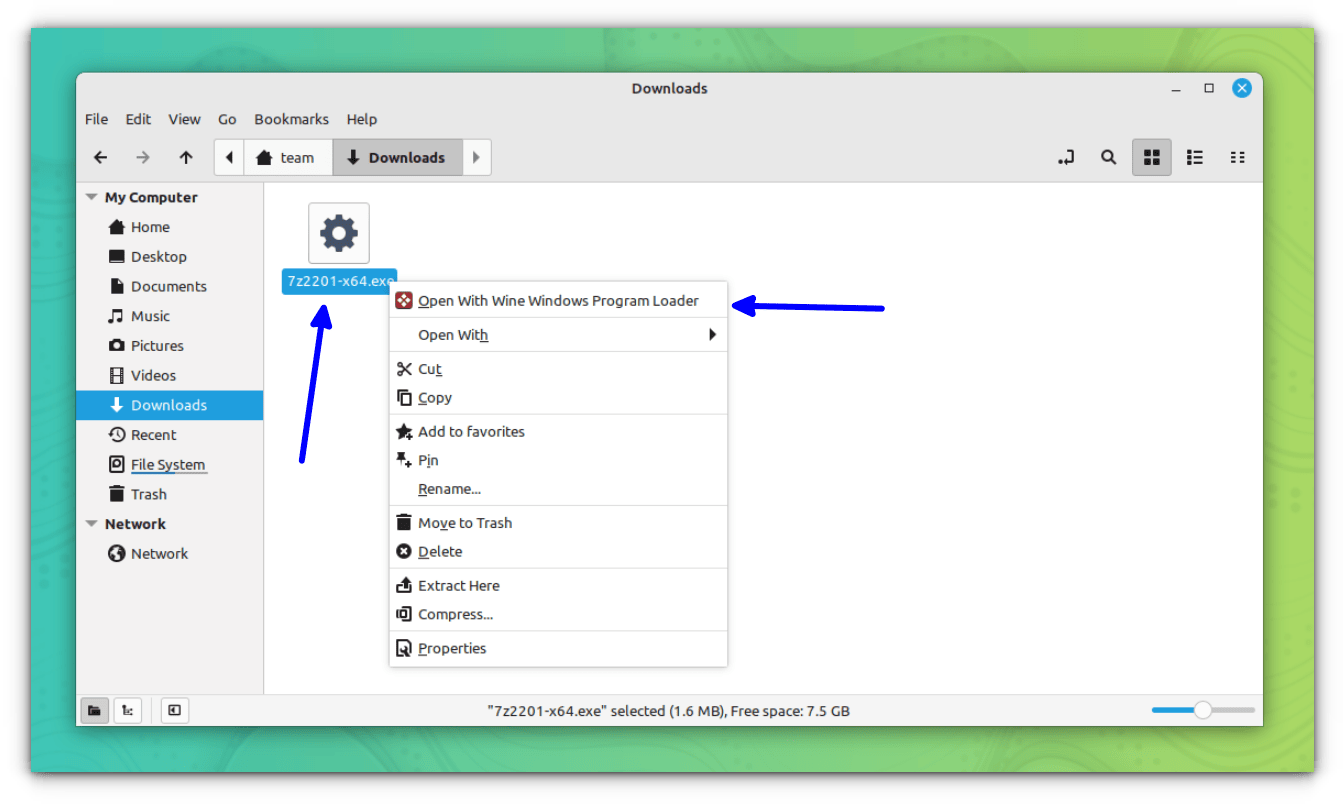 Downloads
File Edit View Go Bookmarks Help
team Downloads
My Computer
Home
Desktop
Documents
Music
Pictures
Videos
Downloads
Recent
File System
Trash
Network
Network
7z2201-x64.exe
Open With Wine Windows Program Loader
Open With
Cut
Copy
Add to favorites
Pin
Rename...
Move to Trash
Delete
Extract Here
Compress...
Properties
"7z2201-x64.exe" selected (1.6 MB), Free space: 7.5 GB